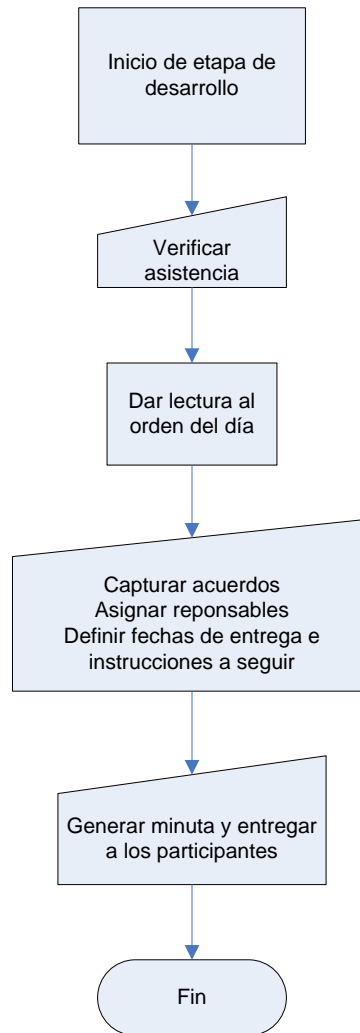 Inicio de etapa de
desarrollo
Verificar
asistencia
Dar lectura al
orden del día
Capturar acuerdos
Asignar reponsables
Definir fechas de entrega e
instrucciones a seguir
Generar minuta y entregar
a los participantes
Fin